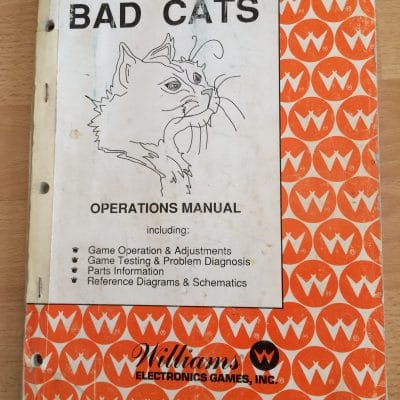 BAD CATS
OPERATIONS MANUAL
including:
Game Operation & Adjustments
Game Testing & Problem Diagnosis
Parts Information
Reference Diagrams & Schematics
Williams W
ELECTRONICS GAMES, INC.